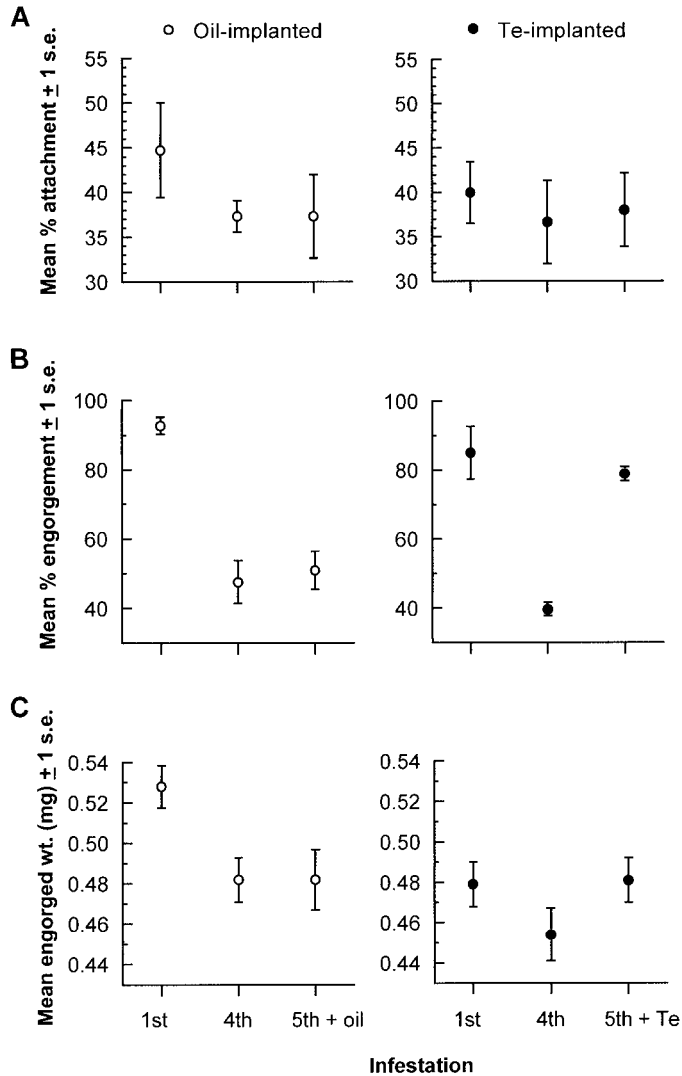 A
Oil-implanted
Te-implanted
Mean % attachment ± 1 s.e.
55
50
45
40
35
30
55
50
45
40
35
30
B
Mean % engorgement ± 1 s.e.
100
80
60
40
100
80
60
40
C
Mean engorged wt. (mg) ± 1 s.e.
0.54
0.52
0.50
0.48
0.46
0.44
0.54
0.52
0.50
0.48
0.46
0.44
1st 4th 5th + oil
1st 4th 5th + Te
Infestation